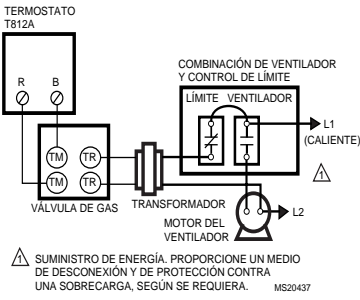 TERMOSTATO
T812A
R B
COMBINACIÓN DE VENTILADOR
Y CONTROL DE LÍMITE
LÍMITE VENTILADOR
L1
(CALIENTE)
1
TM TR
TM TR
VÁLVULA DE GAS
TRANSFORMADOR
MOTOR DEL
VENTILADOR
L2
1 SUMINISTRO DE ENERGÍA. PROPORCIONE UN MEDIO
DE DESCONEXIÓN Y DE PROTECCIÓN CONTRA
UNA SOBRECARGA, SEGÚN SE REQUIERA. MS20437